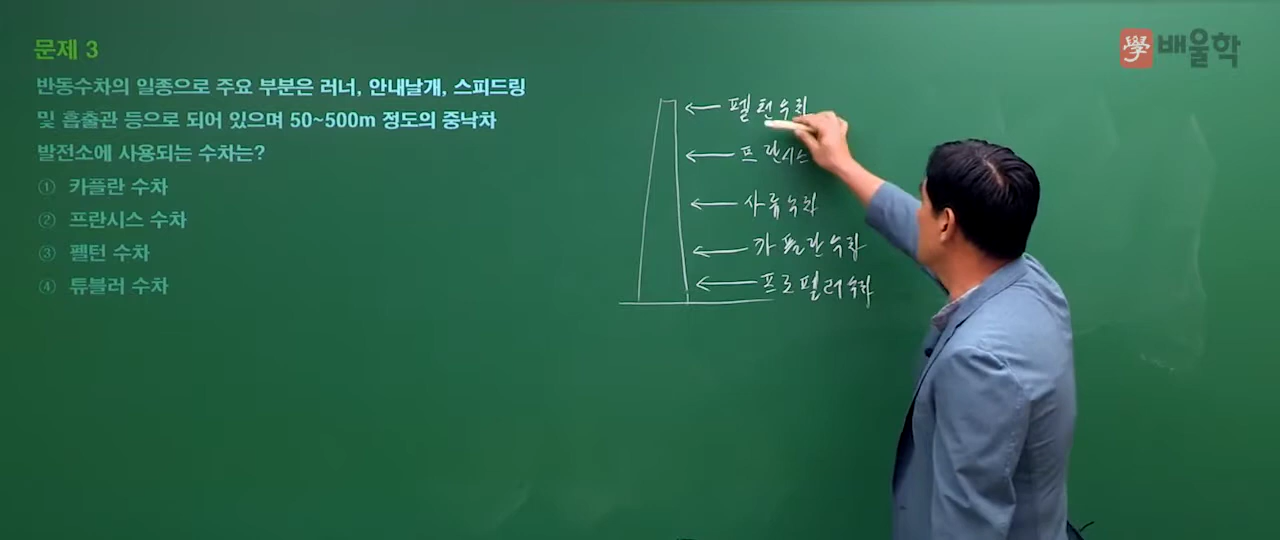 문제 3
반동수차의 일종으로 주요 부분은 러너, 안내날개, 스피드링
및 흡출관 등으로 되어 있으며 50~500m 정도의 중낙차
발전소에 사용되는 수차는?
① 카플란 수차
② 프란시스 수차
③ 펠턴 수차
④ 튜블러 수차
學 배울학
펠턴수차
프란시스
사류수차
카플란수차
프로펠러수차